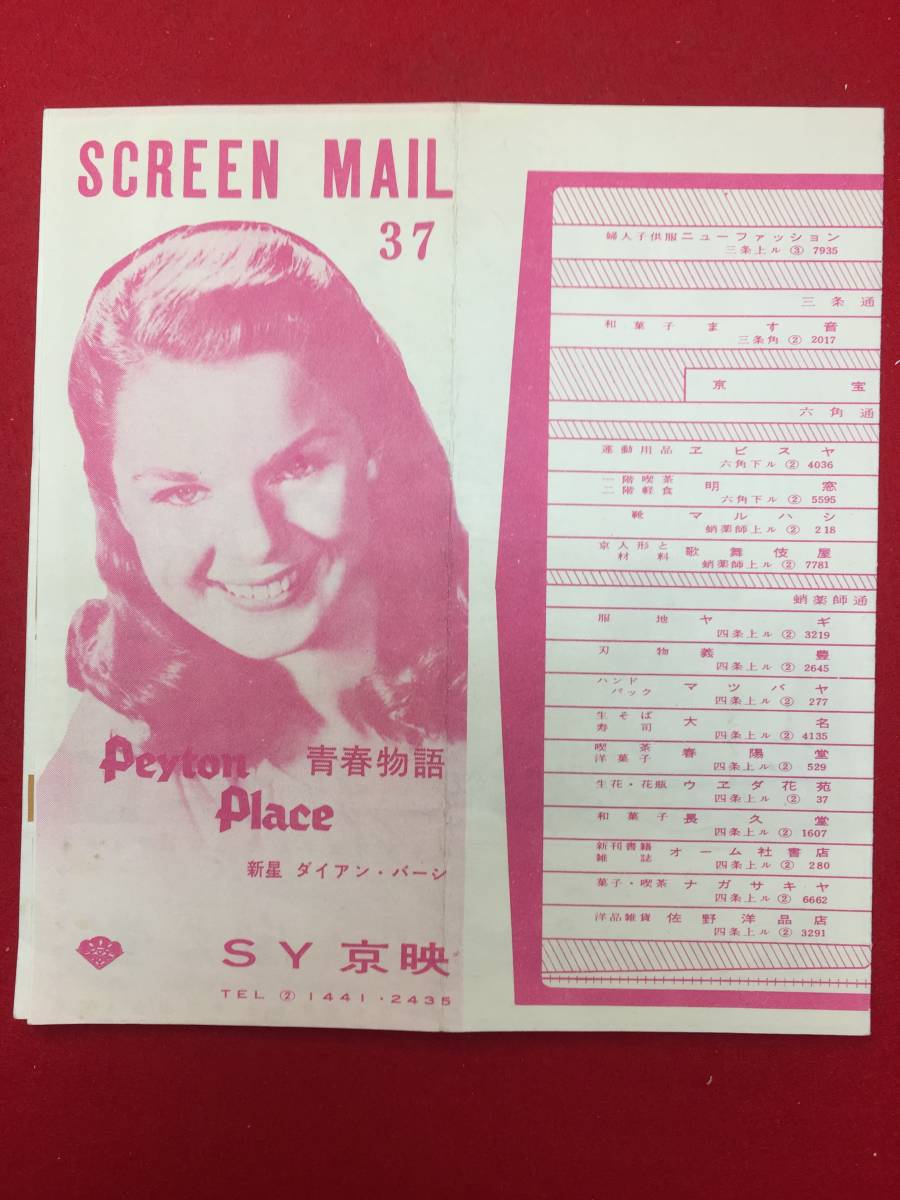 SCREEN MAIL
37
Peyton 青春物語
Place
新星 ダイアン・バーシ
SY 京映
TEL ② 1441・2435
婦人子供服 ニューファッション
三条上ル ③ 7935
三条通
和菓子 ます音
三条角 ② 2017
京宝
六角通
運動用品 ヱビスヤ
六角下ル ② 4036
一階喫茶
二階軽食 明窓
六角下ル ② 5595
靴 マルハシ
蛸薬師上ル ② 218
京人形と
材料 歌舞伎屋
蛸薬師上ル ② 7781
蛸薬師通
服地 ヤギ
四条上ル ② 3219
刃物 義豊
四条上ル ② 2645
ハンド
バック マツバヤ
四条上ル ② 277
生そば
寿司 大名
四条上ル ② 4135
喫茶
洋菓子 春陽堂
四条上ル ② 529
生花・花瓶 ウヱダ花苑
四条上ル ② 37
和菓子 長久堂
四条上ル ② 1607
新刊書籍
雑誌 オーム社書店
四条上ル ② 280
菓子・喫茶 ナガサキヤ
四条上ル ② 6662
洋品雑貨 佐野洋品店
四条上ル ② 3291